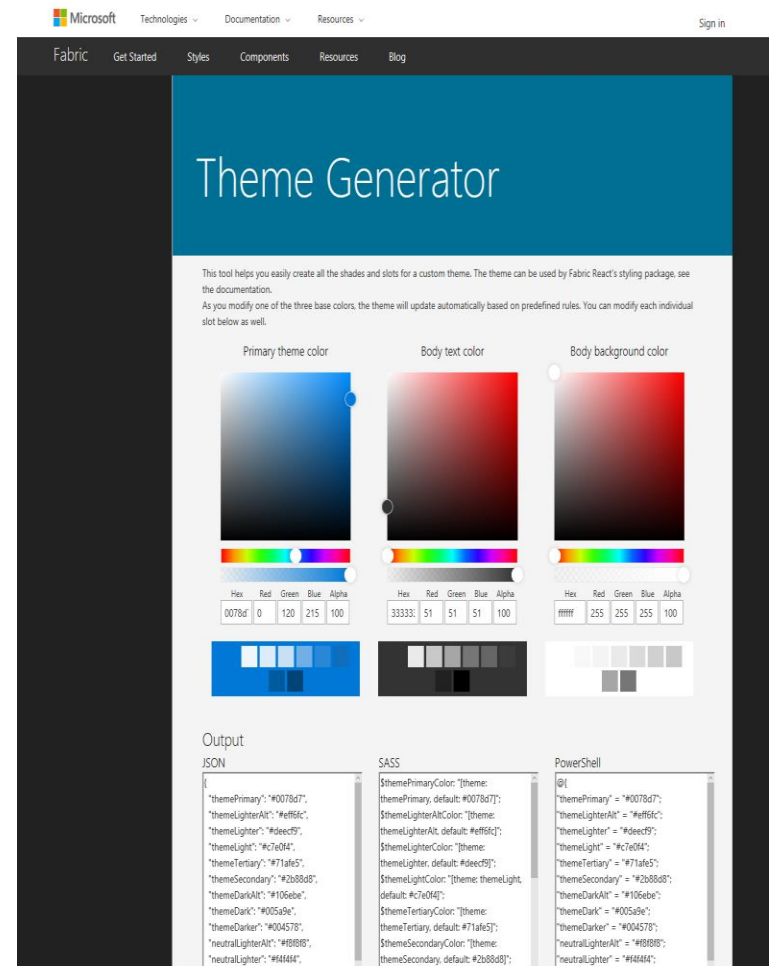 Microsoft Technologies Documentation Resources Sign in
Fabric Get Started Styles Components Resources Blog
Theme Generator
This tool helps you easily create all the shades and slots for a custom theme. The theme can be used by Fabric React's styling package, see
the documentation.
As you modify one of the three base colors, the theme will update automatically based on predefined rules. You can modify each individual
slot below as well.
Primary theme color
Body text color
Body background color
Hex Red Green Blue Alpha
0078d 0 120 215 100
Hex Red Green Blue Alpha
33333 51 51 51 100
Hex Red Green Blue Alpha
ffffff 255 255 255 100
Output
JSON
{
"themePrimary": "#0078d7",
"themeLighterAlt": "#eff6fc",
"themeLighter": "#deecf9",
"themeLight": "#c7e0f4",
"themeTertiary": "#71afe5",
"themeSecondary": "#2b88d8",
"themeDarkAlt": "#106ebe",
"themeDark": "#005a9e",
"themeDarker": "#004578",
"neutralLighterAlt": "#f8f8f8",
"neutralLighter": "#f4f4f4",
SASS
$themePrimaryColor: "[theme:
themePrimary, default: #0078d7]";
$themeLighterAltColor: "[theme:
themeLighterAlt, default: #eff6fc]";
$themeLighterColor: "[theme:
themeLighter, default: #deecf9]";
$themeLightColor: "[theme: themeLight,
default: #c7e0f4]";
$themeTertiaryColor: "[theme:
themeTertiary, default: #71afe5]";
$themeSecondaryColor: "[theme:
themeSecondary, default: #2b88d8]";
PowerShell
@{
"themePrimary" = "#0078d7";
"themeLighterAlt" = "#eff6fc";
"themeLighter" = "#deecf9";
"themeLight" = "#c7e0f4";
"themeTertiary" = "#71afe5";
"themeSecondary" = "#2b88d8";
"themeDarkAlt" = "#106ebe";
"themeDark" = "#005a9e";
"themeDarker" = "#004578";
"neutralLighterAlt" = "#f8f8f8";
"neutralLighter" = "#f4f4f4";